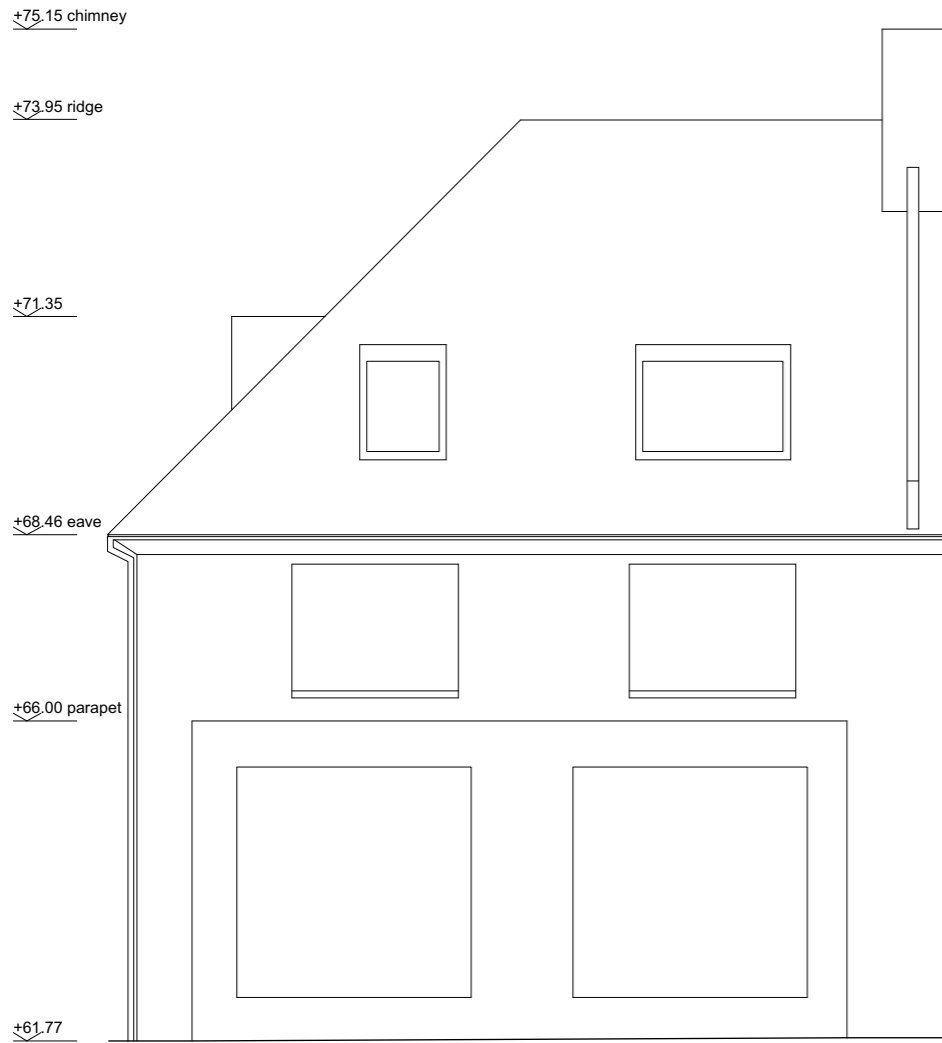 +75.15 chimney
+73.95 ridge
+71.35
+68.46 eave
+66.00 parapet
+61.77